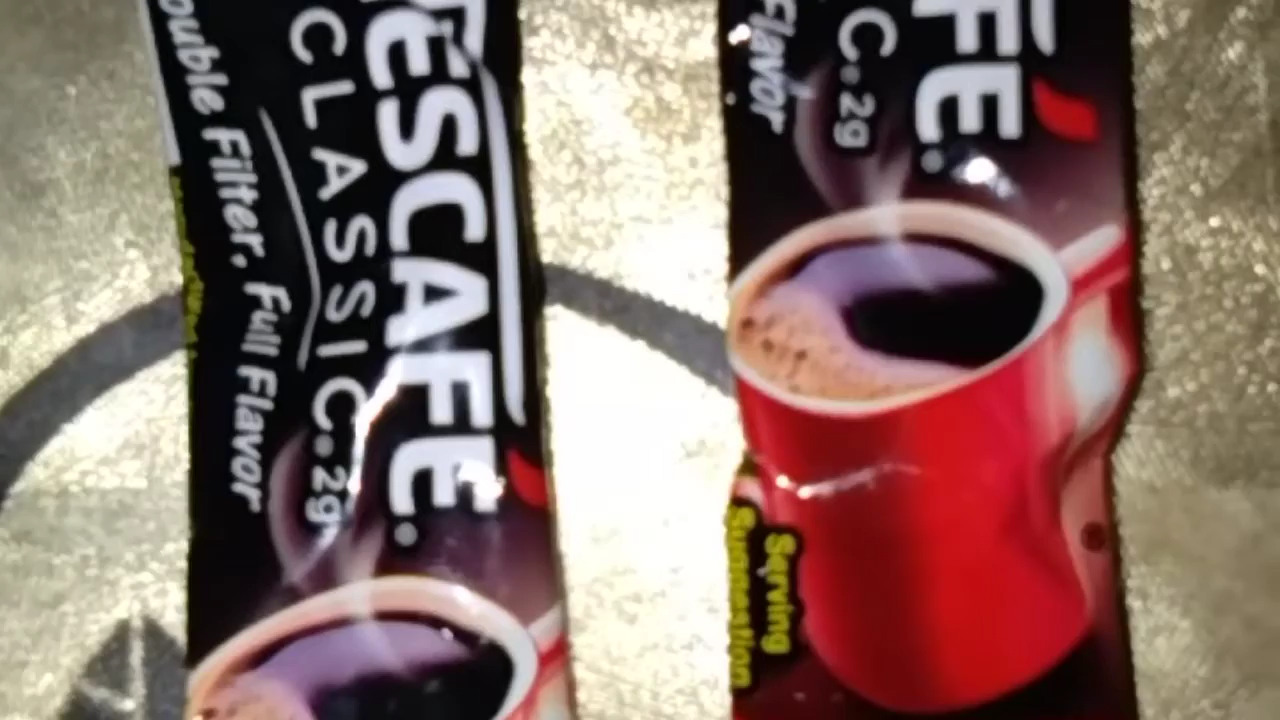 ESCAFE.
CLASSIC. 2g
ouble Filter. Full Flavor
FE.
C. 2g
Flavor
Serving
Suggestion